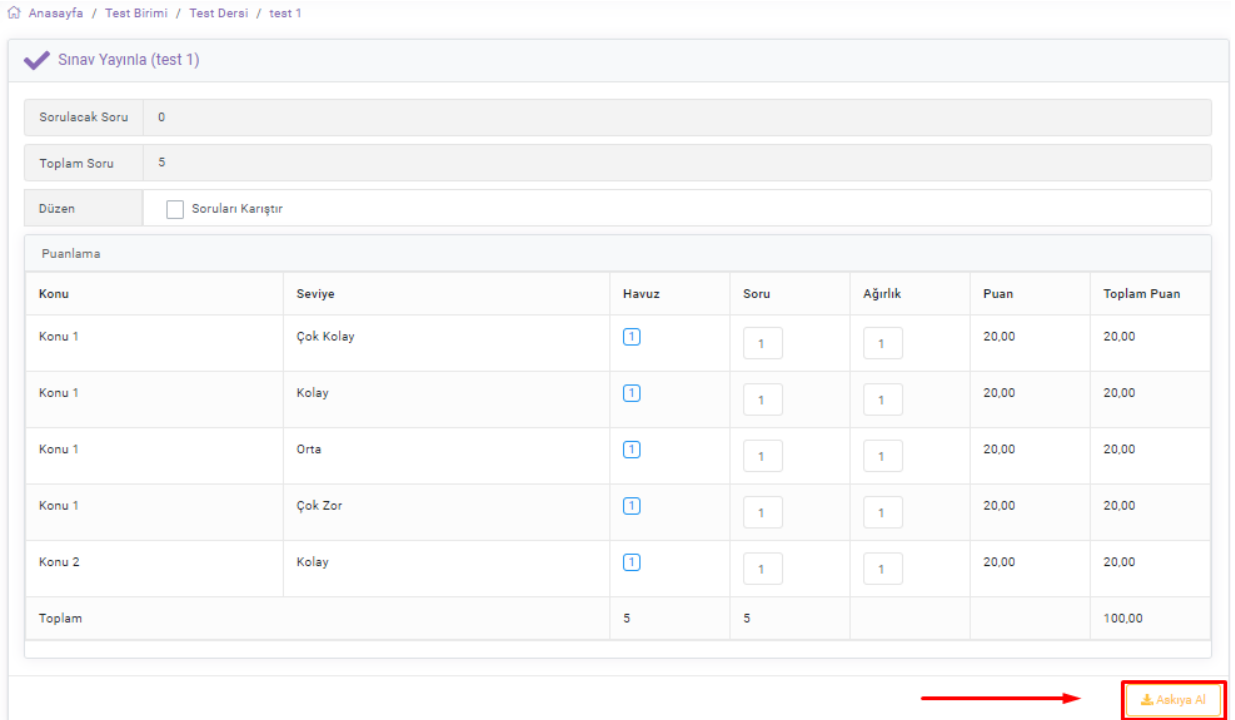 Anasayfa / Test Birimi / Test Dersi / test 1
Sınav Yayınla (test 1)
Sorulacak Soru 0
Toplam Soru 5
Düzen Soruları Karıştır
Puanlama
Konu Seviye Havuz Soru Ağırlık Puan Toplam Puan
Konu 1 Çok Kolay 1 1 1 20,00 20,00
Konu 1 Kolay 1 1 1 20,00 20,00
Konu 1 Orta 1 1 1 20,00 20,00
Konu 1 Çok Zor 1 1 1 20,00 20,00
Konu 2 Kolay 1 1 1 20,00 20,00
Toplam 5 5 100,00
Askıya Al